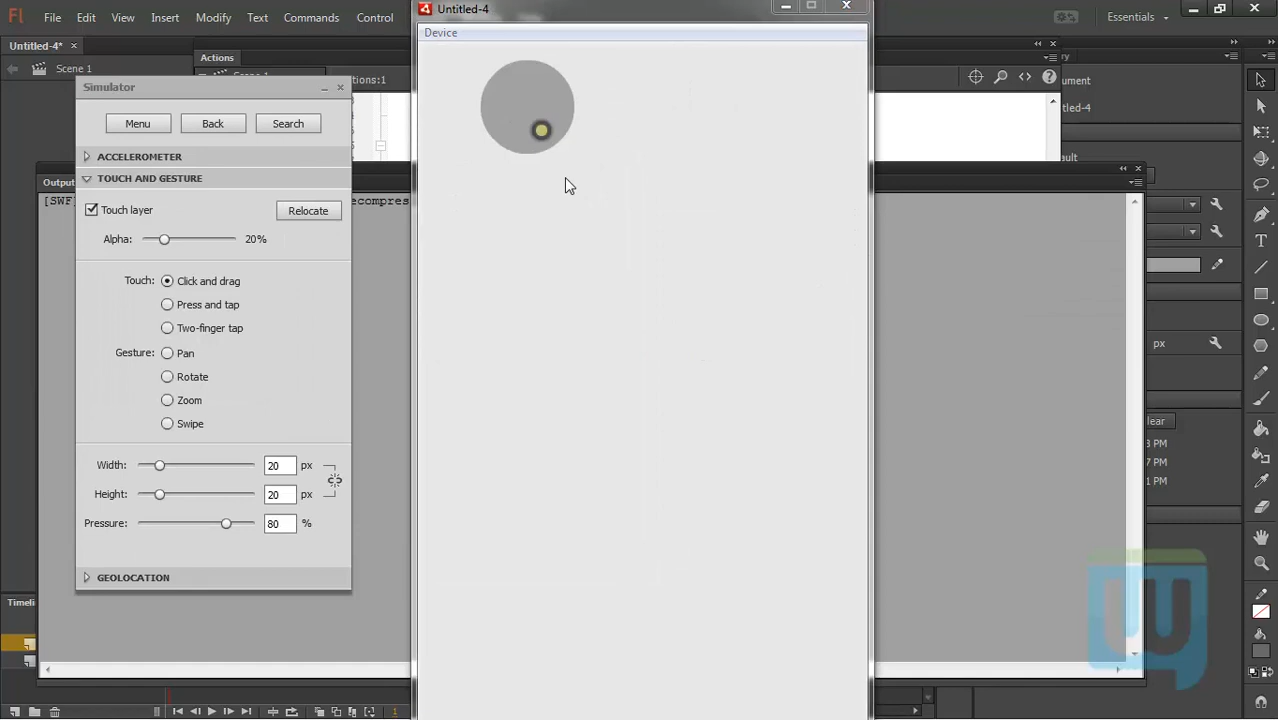 Fl File Edit View Insert Modify Text Commands Control
Untitled-4
Essentials
Device
Untitled-4*
Actions
Scene 1
Simulator
Menu Back Search
ACCELEROMETER
TOUCH AND GESTURE
Touch layer Relocate
Alpha: 20%
Touch: Click and drag
Press and tap
Two-finger tap
Gesture: Pan
Rotate
Zoom
Swipe
Width: 20 px
Height: 20 px
Pressure: 80 %
GEOLOCATION
Output
[SWF]
px